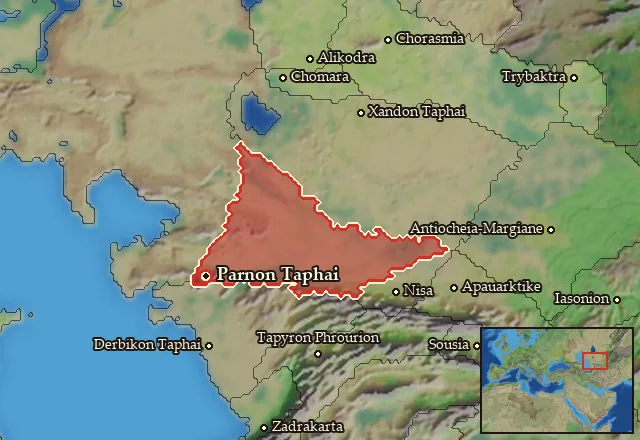 Chorasmia
Alikodra
Chomara
Trybaktra
Xandon Taphai
Antiocheia-Margiane
Parnon Taphai
Nisa
Apauarktike
Iasonion
Derbikon Taphai
Tapyron Phrourion
Sousia
Zadrakarta